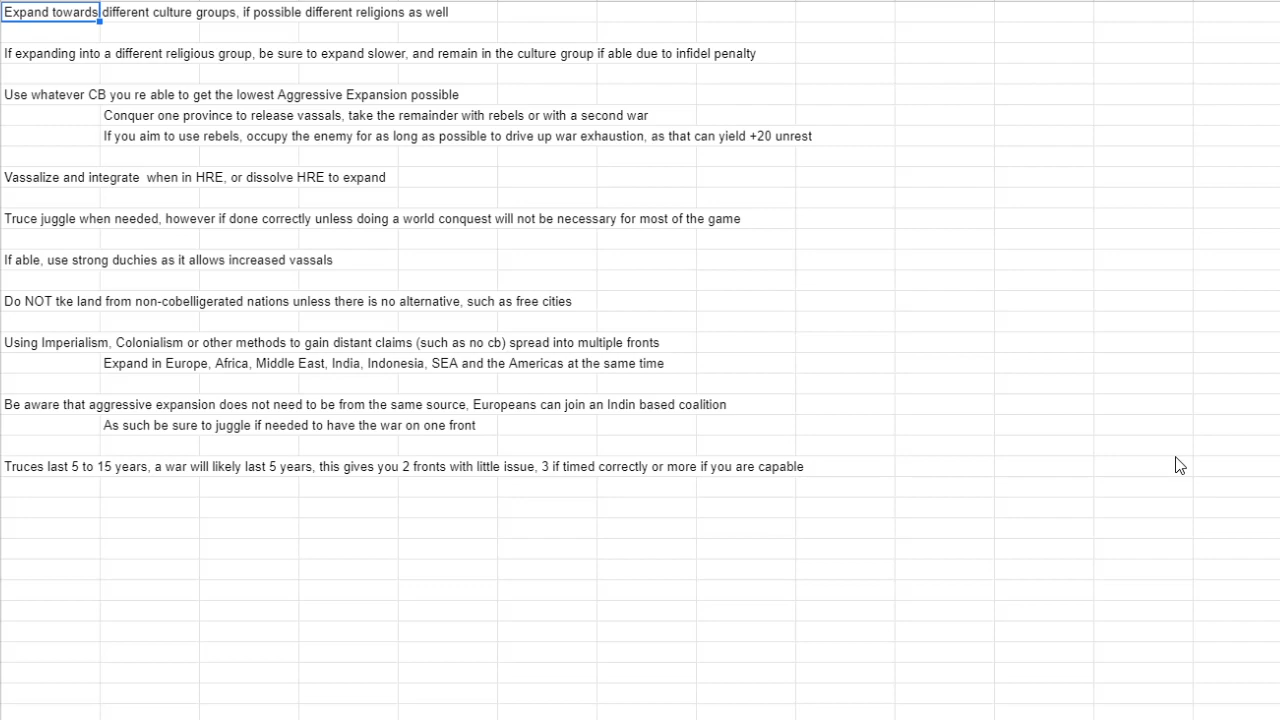 Expand towards different culture groups, if possible different religions as well
If expanding into a different religious group, be sure to expand slower, and remain in the culture group if able due to infidel penalty
Use whatever CB you re able to get the lowest Aggressive Expansion possible
Conquer one province to release vassals, take the remainder with rebels or with a second war
If you aim to use rebels, occupy the enemy for as long as possible to drive up war exhaustion, as that can yield +20 unrest
Vassalize and integrate  when in HRE, or dissolve HRE to expand
Truce juggle when needed, however if done correctly unless doing a world conquest will not be necessary for most of the game
If able, use strong duchies as it allows increased vassals
Do NOT tke land from non-cobelligerated nations unless there is no alternative, such as free cities
Using Imperialism, Colonialism or other methods to gain distant claims (such as no cb) spread into multiple fronts
Expand in Europe, Africa, Middle East, India, Indonesia, SEA and the Americas at the same time
Be aware that aggressive expansion does not need to be from the same source, Europeans can join an Indin based coalition
As such be sure to juggle if needed to have the war on one front
Truces last 5 to 15 years, a war will likely last 5 years, this gives you 2 fronts with little issue, 3 if timed correctly or more if you are capable